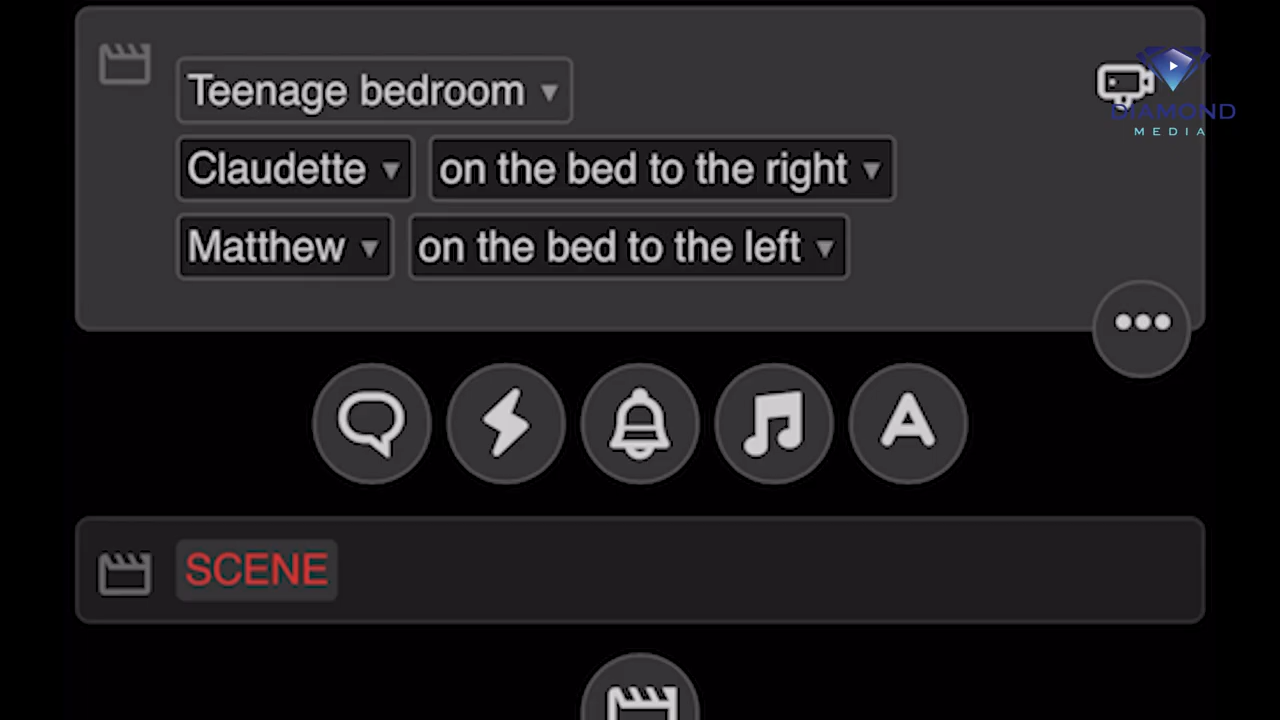 Teenage bedroom
Claudette on the bed to the right
Matthew on the bed to the left
A
SCENE
DIAMOND
MEDIA